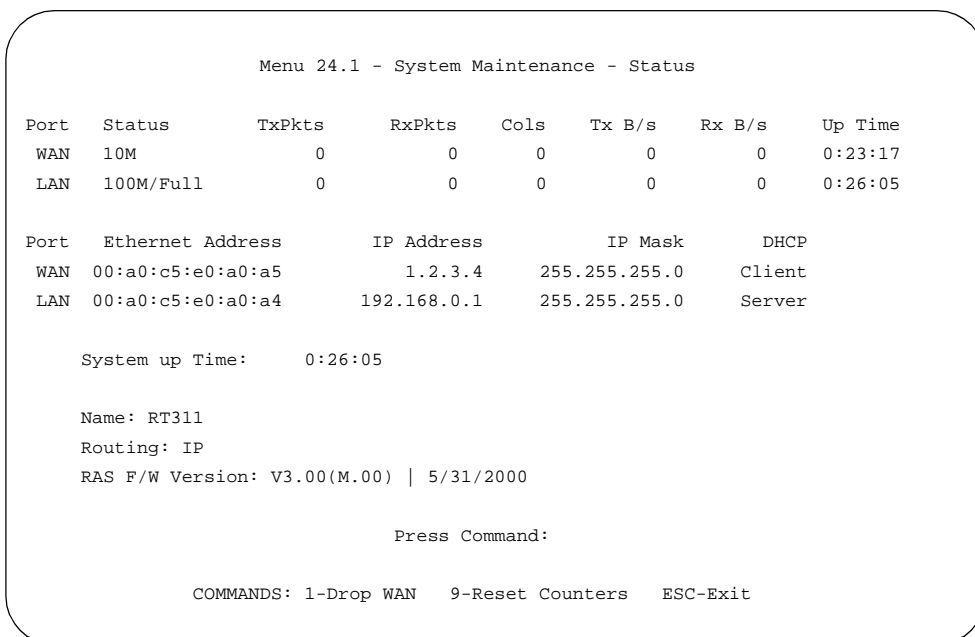 Menu 24.1 - System Maintenance - Status
Port Status TxPkts RxPkts Cols Tx B/s Rx B/s Up Time
WAN 10M 0 0 0 0 0 0:23:17
LAN 100M/Full 0 0 0 0 0 0:26:05
Port Ethernet Address IP Address IP Mask DHCP
WAN 00:a0:c5:e0:a0:a5 1.2.3.4 255.255.255.0 Client
LAN 00:a0:c5:e0:a0:a4 192.168.0.1 255.255.255.0 Server
System up Time: 0:26:05
Name: RT311
Routing: IP
RAS F/W Version: V3.00(M.00) | 5/31/2000
Press Command:
COMMANDS: 1-Drop WAN 9-Reset Counters ESC-Exit